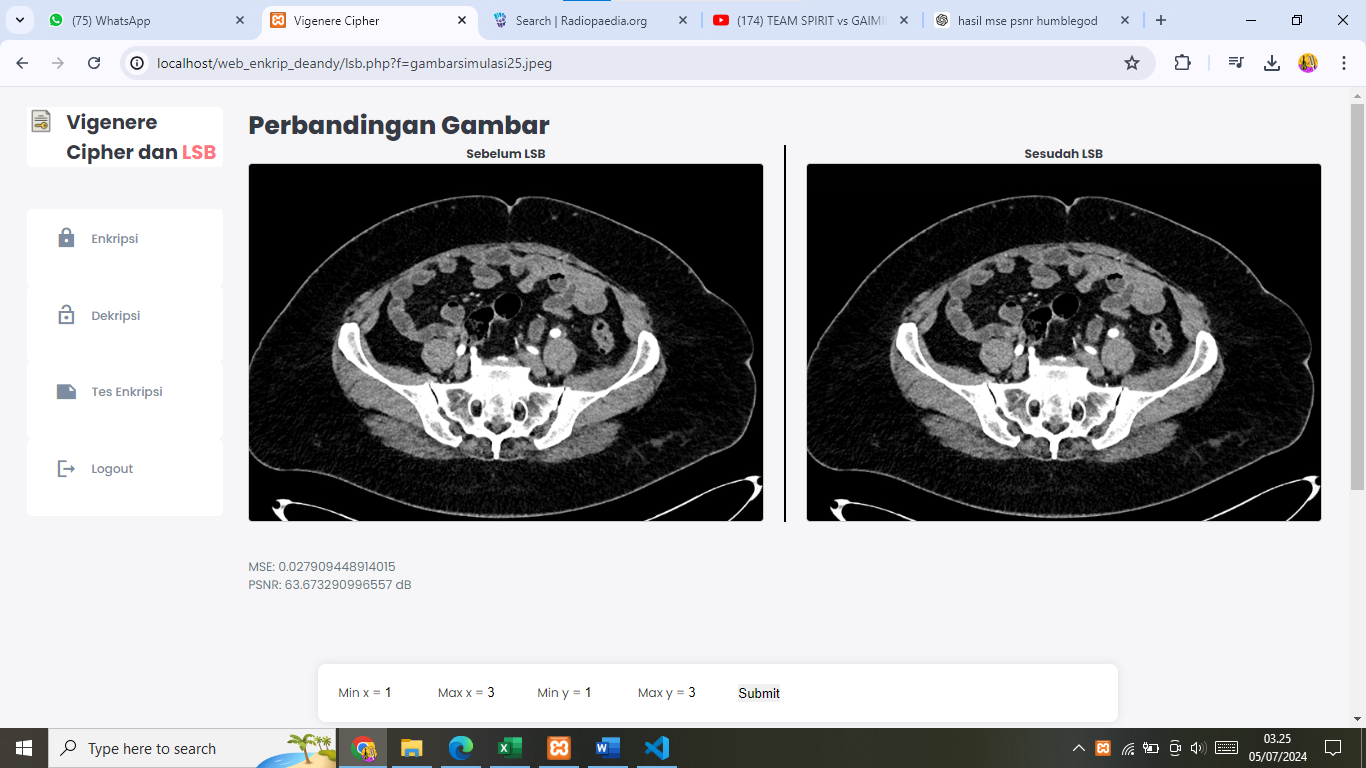 (75) WhatsApp
Vigenere Cipher
Search | Radiopaedia.org
(174) TEAM SPIRIT vs GAIMI
hasil mse psnr humblegod
localhost/web_enkrip_deandy/lsb.php?f=gambarsimulasi25.jpeg
Vigenere
Cipher dan LSB
Enkripsi
Dekripsi
Tes Enkripsi
Logout
Perbandingan Gambar
Sebelum LSB
Sesudah LSB
MSE: 0.027909448914015
PSNR: 63.673290996557 dB
Min x = 1 Max x = 3 Min y = 1 Max y = 3 Submit
Type here to search
03.25
05/07/2024